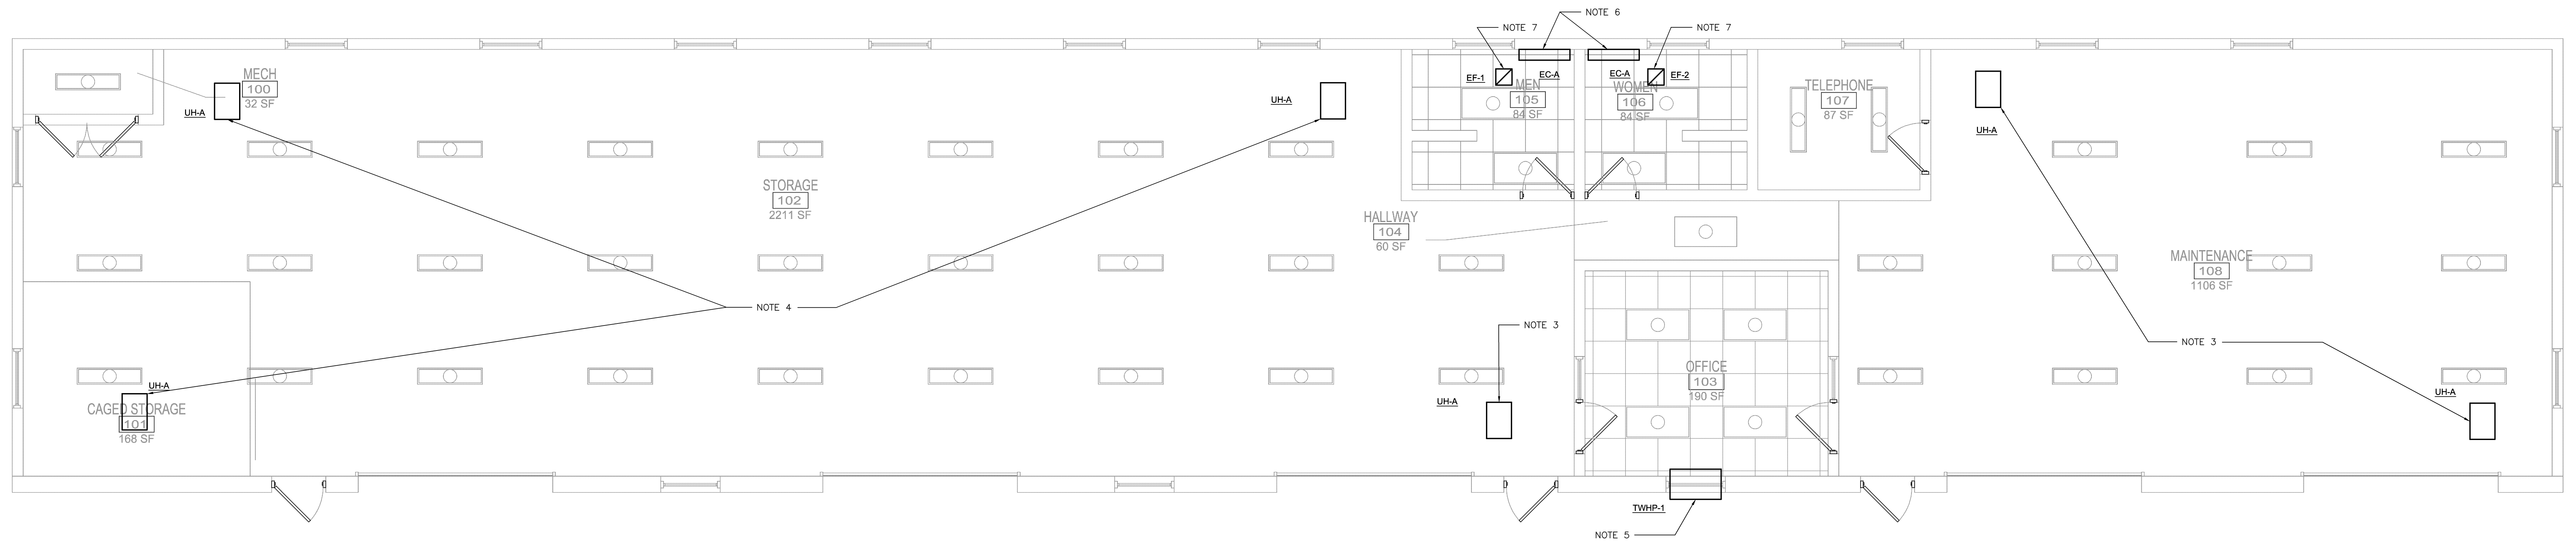 NOTE 6
NOTE 7
NOTE 7
MECH
100
32 SF
UH-A
UH-A
EF-1
EC-A
EC-A
EF-2
MEN
105
84 SF
WOMEN
106
84 SF
TELEPHONE
107
87 SF
UH-A
STORAGE
102
2211 SF
HALLWAY
104
60 SF
MAINTENANCE
108
1106 SF
NOTE 4
NOTE 3
NOTE 3
UH-A
CAGED STORAGE
101
168 SF
UH-A
OFFICE
103
190 SF
UH-A
TWHP-1
NOTE 5